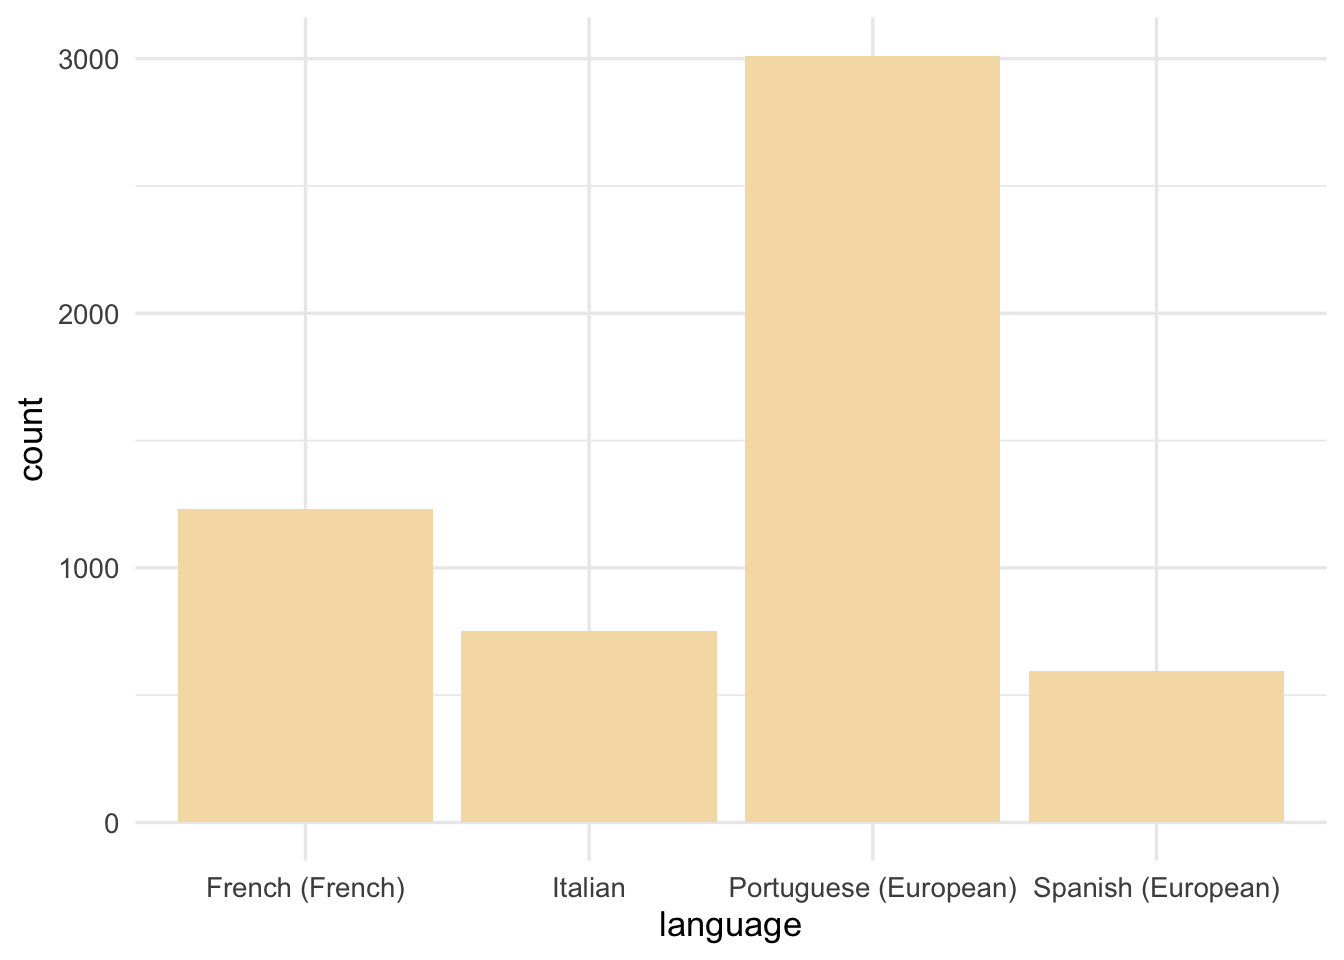 3000
2000
1000
0
count
French (French)
Italian
Portuguese (European)
Spanish (European)
language